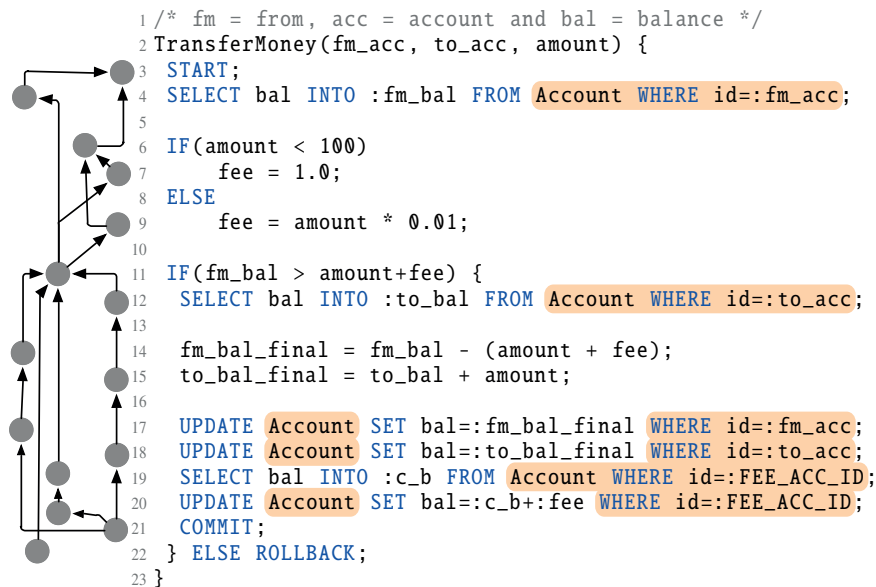 1 /* fm = from, acc = account and bal = balance */
2 TransferMoney(fm_acc, to_acc, amount) {
3 START;
4 SELECT bal INTO :fm_bal FROM Account WHERE id=:fm_acc;
5
6 IF(amount < 100)
7 fee = 1.0;
8 ELSE
9 fee = amount * 0.01;
10
11 IF(fm_bal > amount+fee) {
12 SELECT bal INTO :to_bal FROM Account WHERE id=:to_acc;
13
14 fm_bal_final = fm_bal - (amount + fee);
15 to_bal_final = to_bal + amount;
16
17 UPDATE Account SET bal=:fm_bal_final WHERE id=:fm_acc;
18 UPDATE Account SET bal=:to_bal_final WHERE id=:to_acc;
19 SELECT bal INTO :c_b FROM Account WHERE id=:FEE_ACC_ID;
20 UPDATE Account SET bal=:c_b+:fee WHERE id=:FEE_ACC_ID;
21 COMMIT;
22 } ELSE ROLLBACK;
23 }